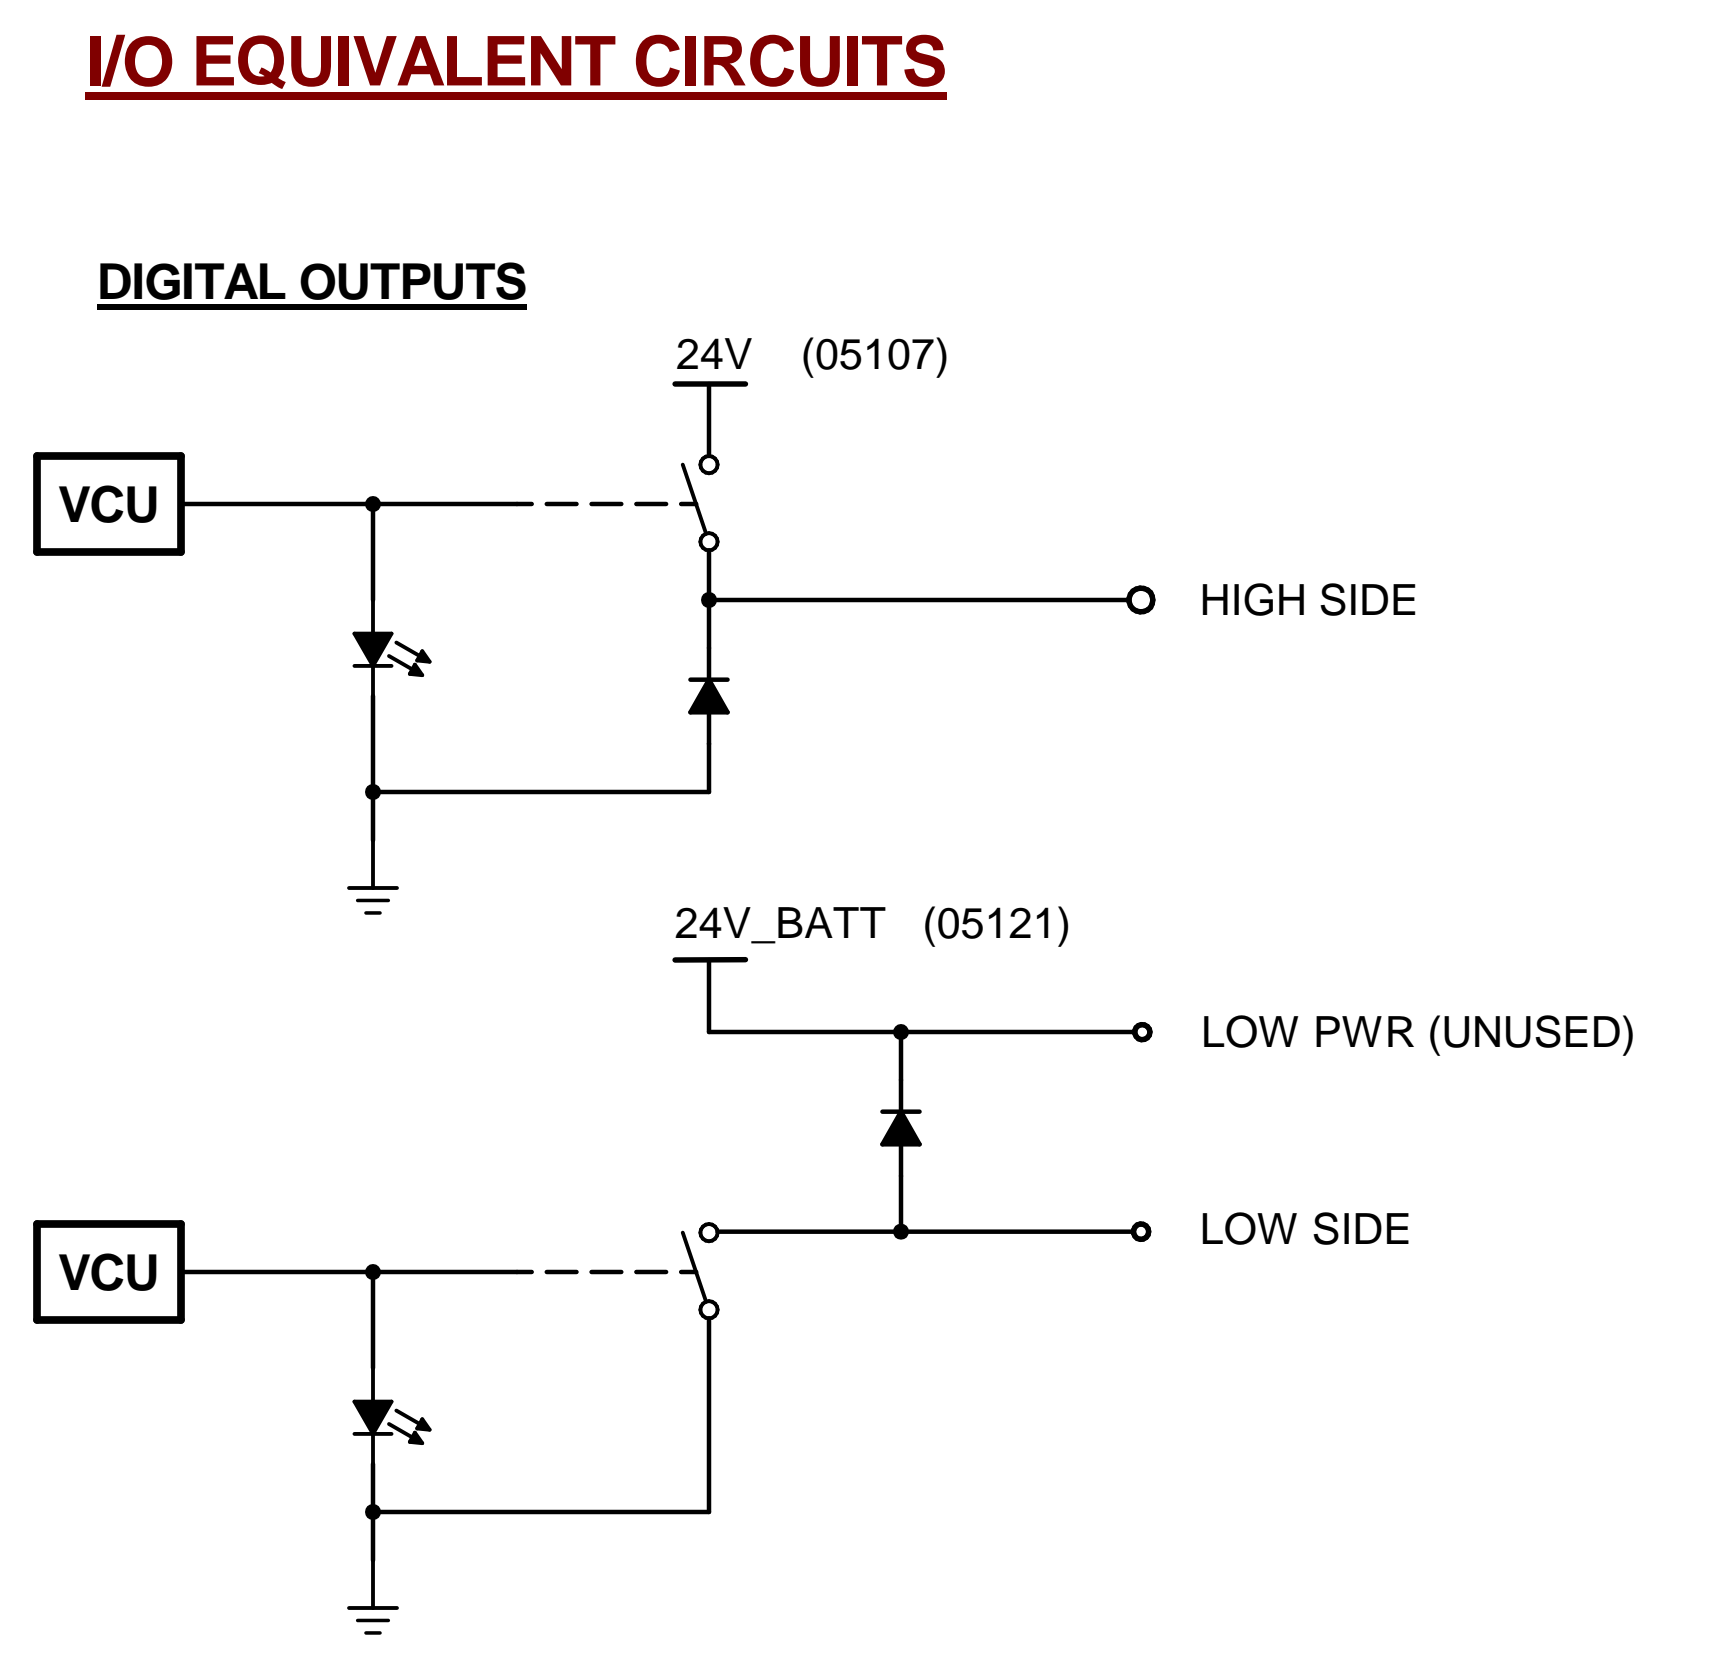 I/O EQUIVALENT CIRCUITS
DIGITAL OUTPUTS
24V (05107)
VCU
HIGH SIDE
24V_BATT (05121)
LOW PWR (UNUSED)
LOW SIDE
VCU